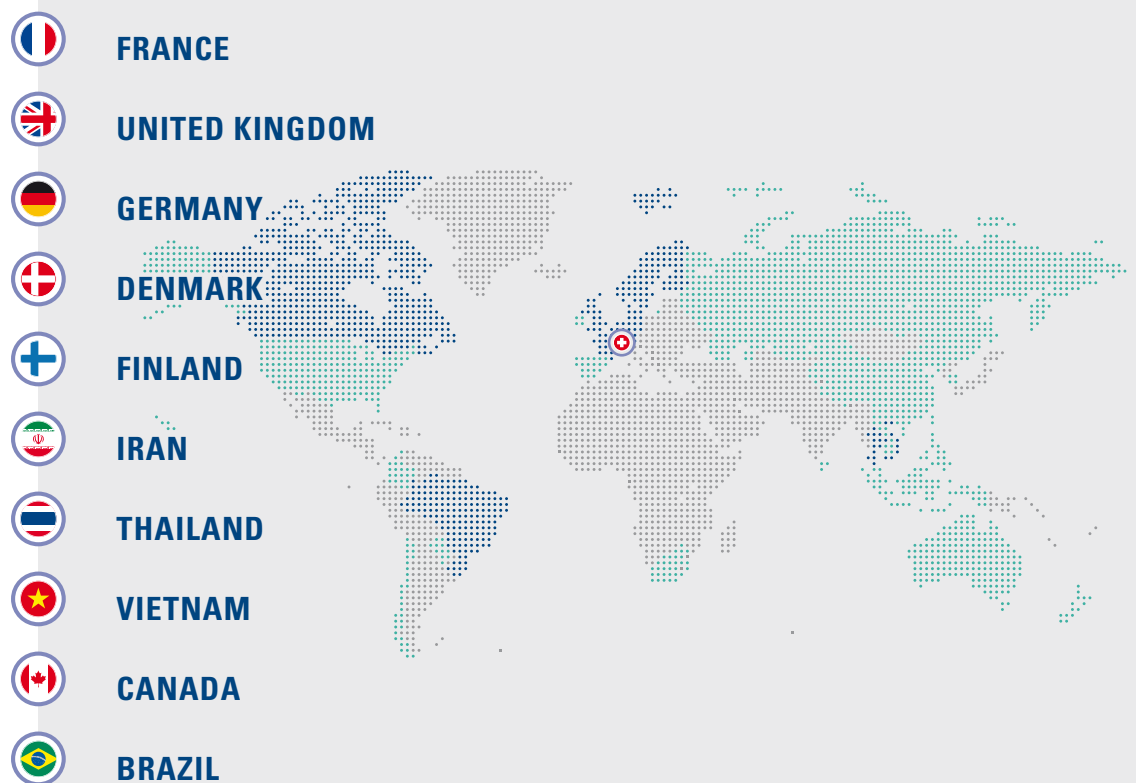 FRANCE
UNITED KINGDOM
GERMANY
DENMARK
FINLAND
IRAN
THAILAND
VIETNAM
CANADA
BRAZIL